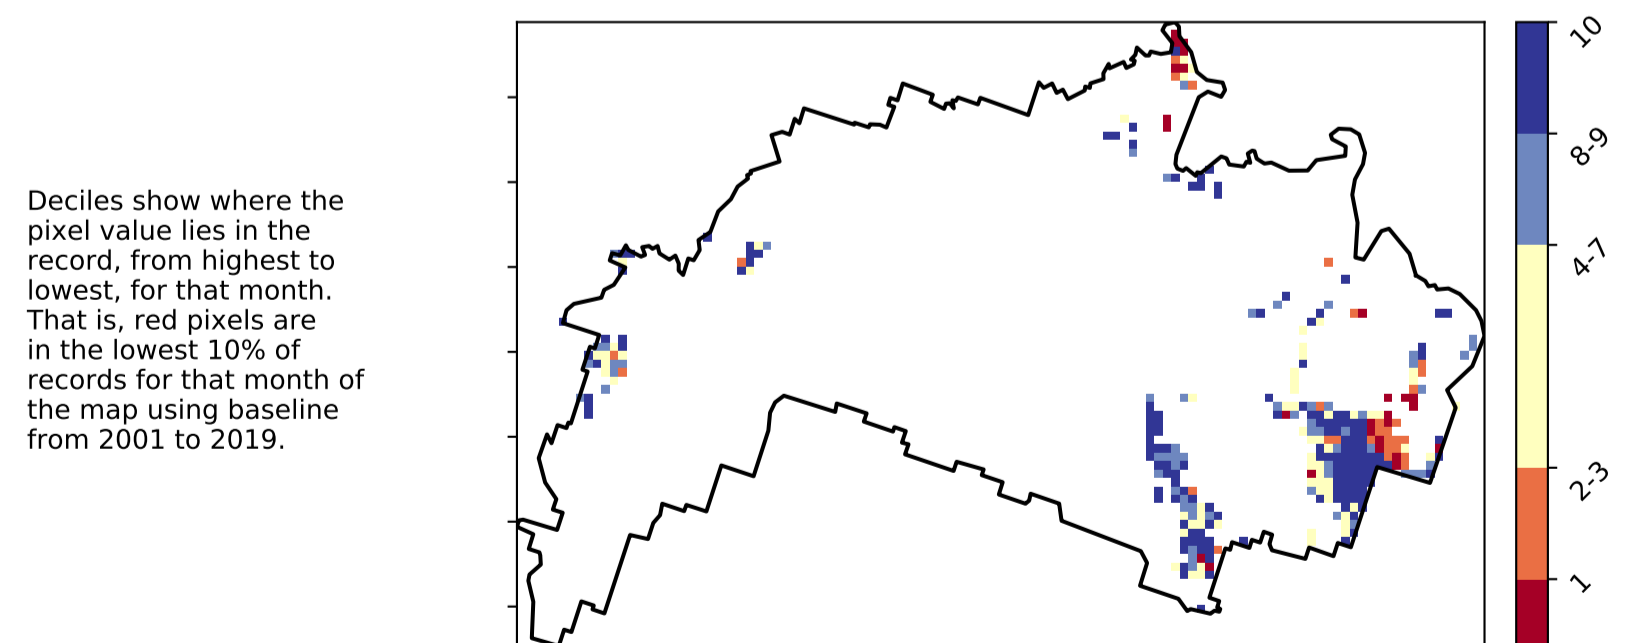 Deciles show where the
pixel value lies in the
record, from highest to
lowest, for that month.
That is, red pixels are
in the lowest 10% of
records for that month of
the map using baseline
from 2001 to 2019.
10
8-9
4-7
2-3
1